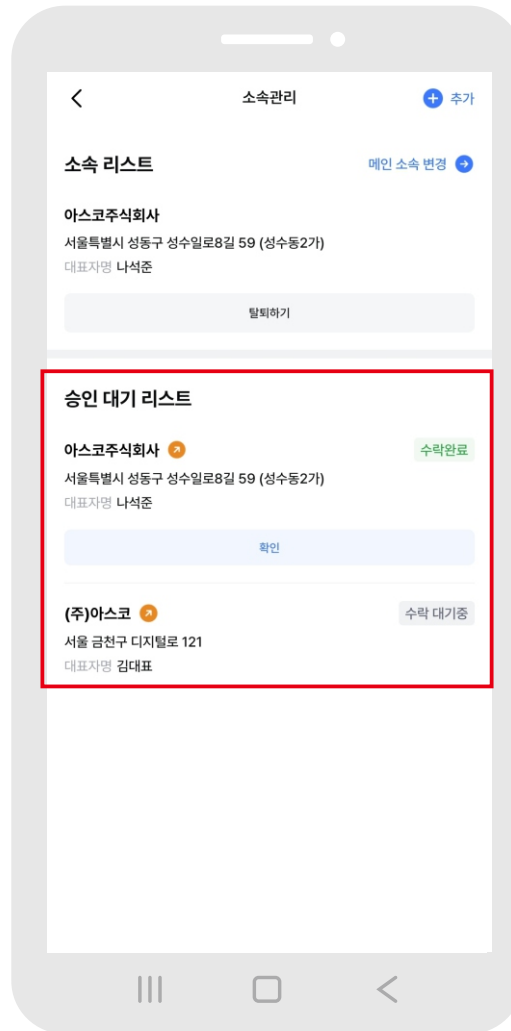 소속관리
추가
소속 리스트
메인 소속 변경
아스코주식회사
서울특별시 성동구 성수일로8길 59 (성수동2가)
대표자명 나석준
탈퇴하기
승인 대기 리스트
아스코주식회사
수락완료
서울특별시 성동구 성수일로8길 59 (성수동2가)
대표자명 나석준
확인
(주)아스코
수락 대기중
서울 금천구 디지털로 121
대표자명 김대표